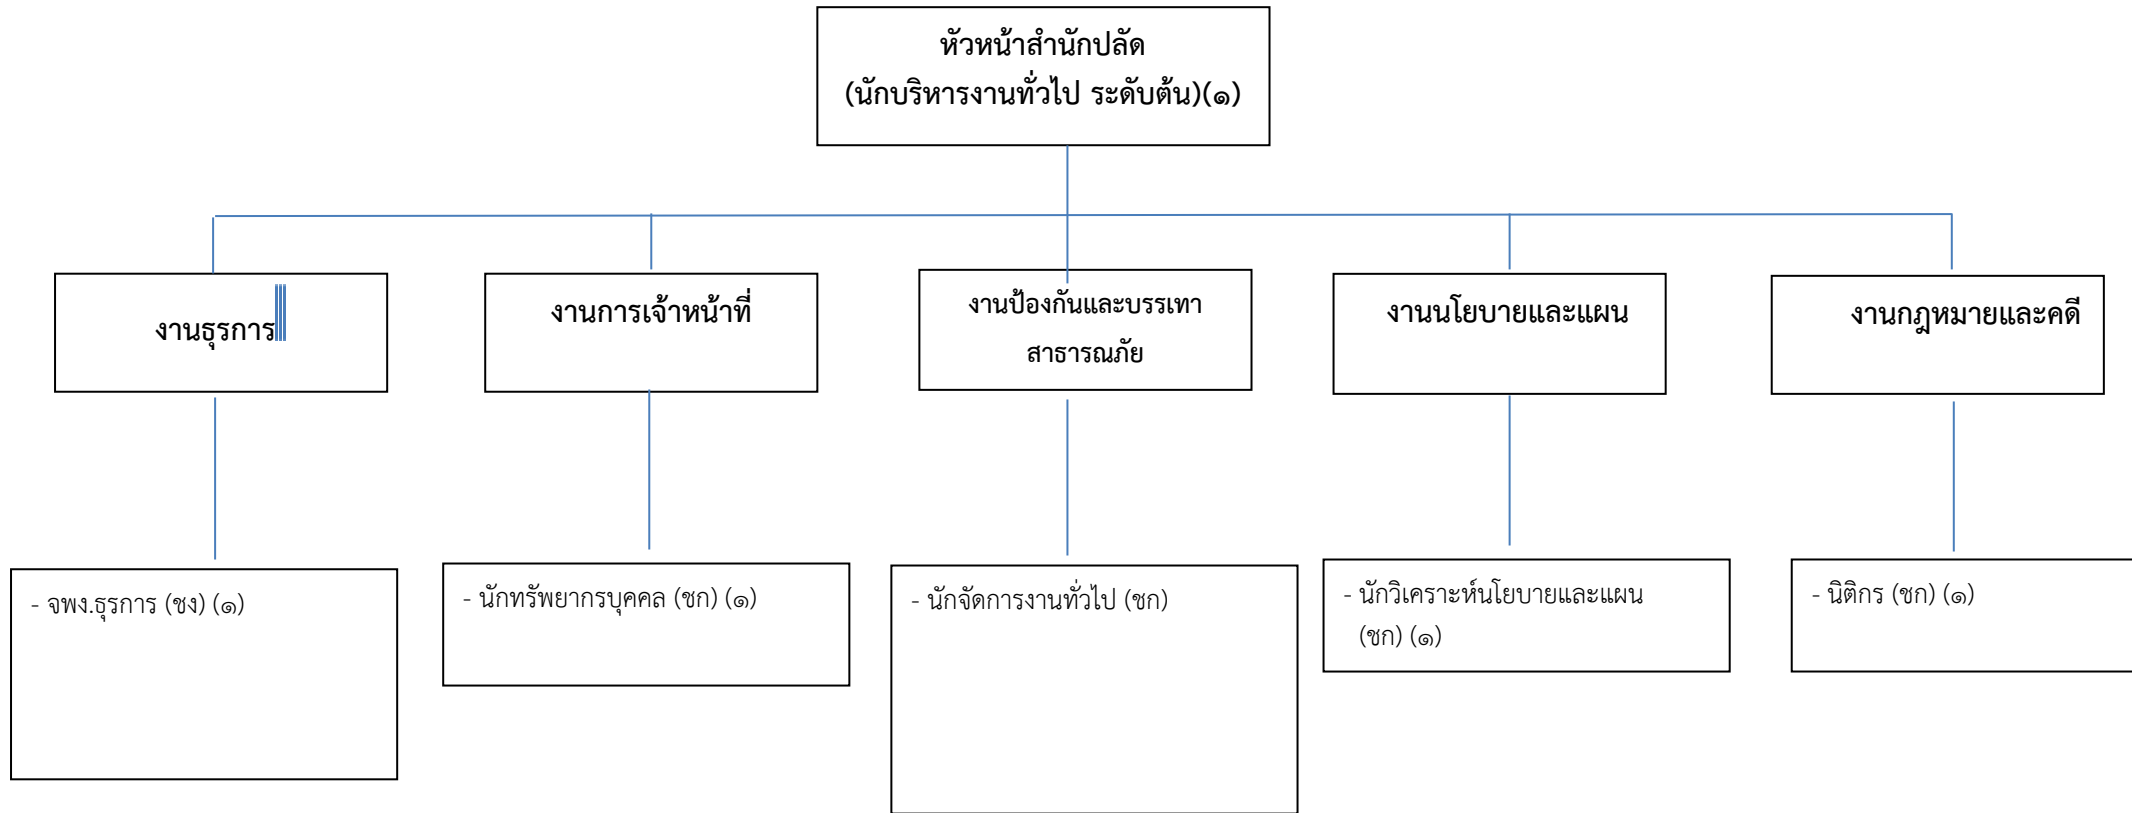 หัวหน้าสำนักปลัด
(นักบริหารงานทั่วไป ระดับต้น)(๑)
งานธุรการ
งานการเจ้าหน้าที่
งานป้องกันและบรรเทา
สาธารณภัย
งานนโยบายและแผน
งานกฎหมายและคดี
- จพง.ธุรการ (ชง) (๑)
- นักทรัพยากรบุคคล (ชก) (๑)
- นักจัดการงานทั่วไป (ชก)
- นักวิเคราะห์นโยบายและแผน
(ชก) (๑)
- นิติกร (ชก) (๑)